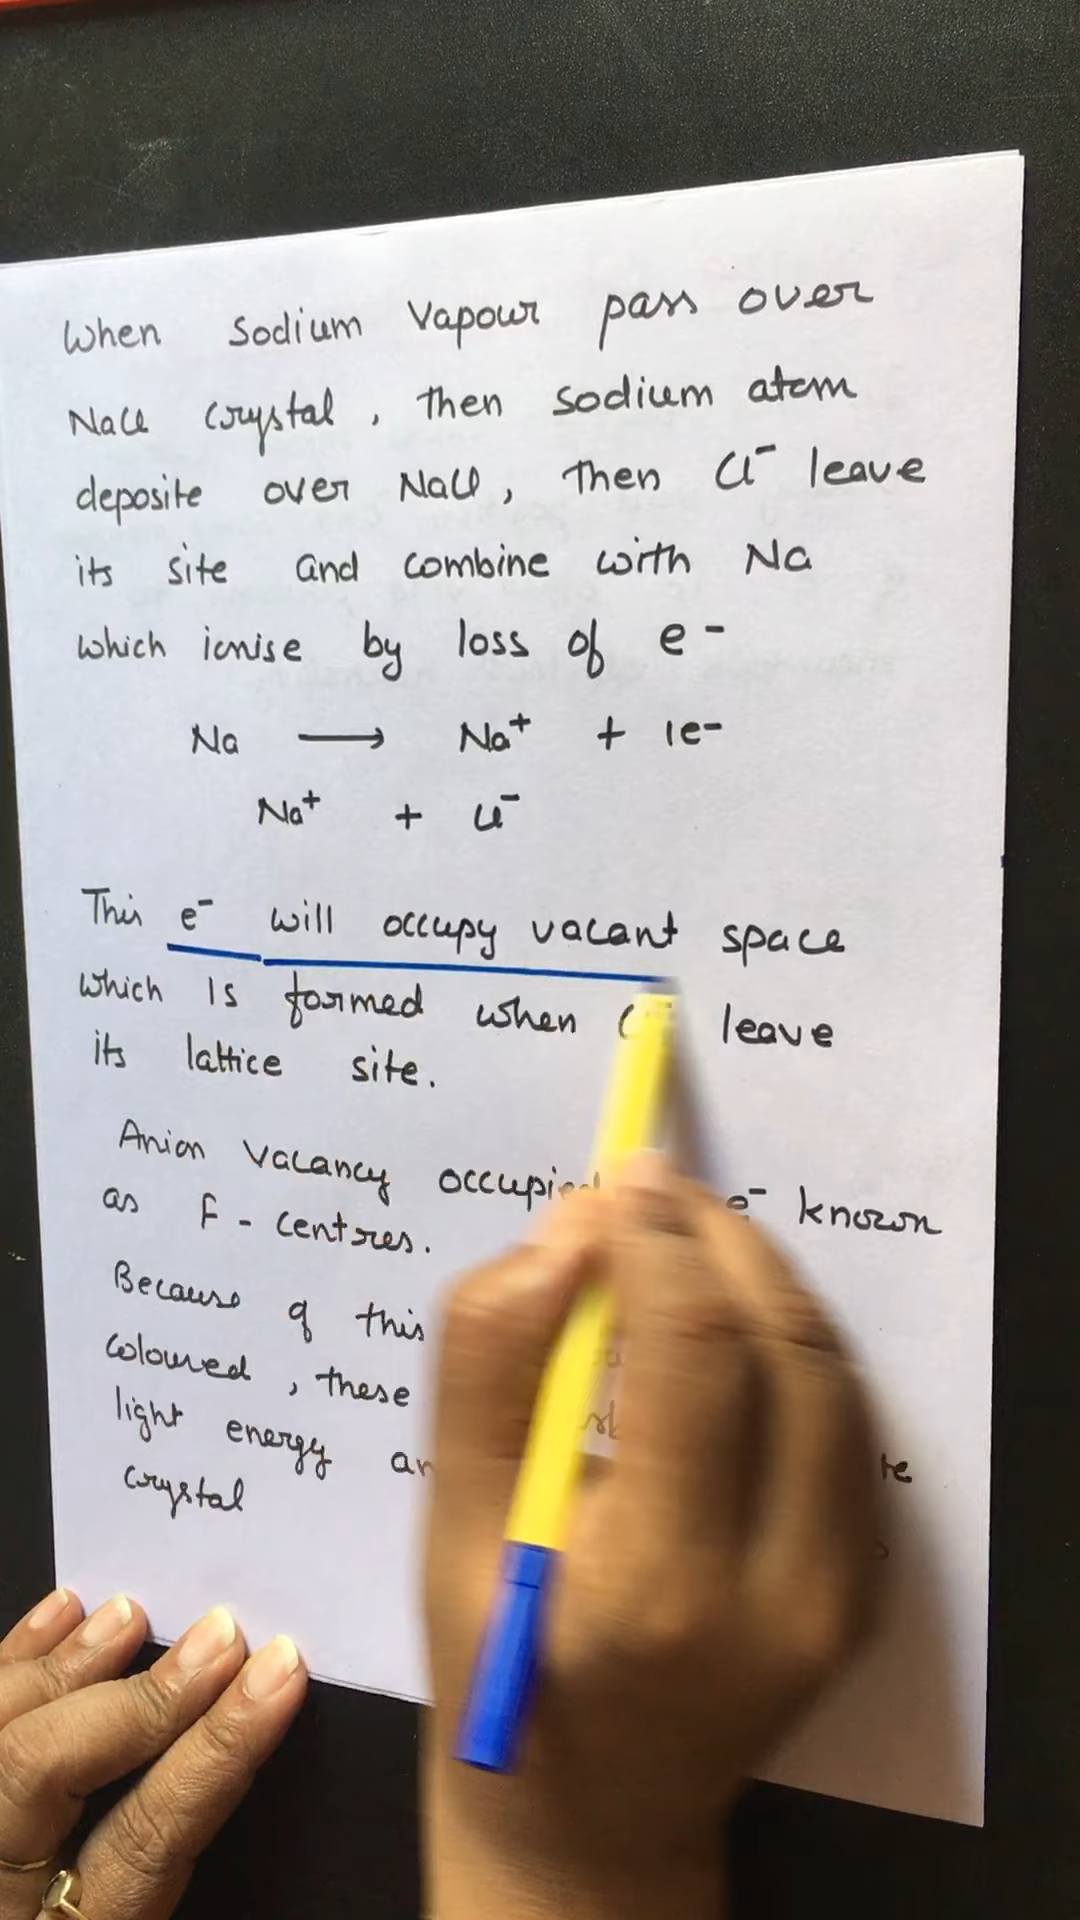 When Sodium Vapour pass over
NaCl Crystal, then sodium atom
deposite over NaCl, then Cl⁻ leave
its site and combine with Na
which ionise by loss of e⁻
Na ⟶ Na⁺ + 1e⁻
Na⁺ + Cl⁻
This e⁻ will occupy vacant space
which is formed when leave
its lattice site.
Anion vacancy e⁻ known
as F-centres.
Because of this
coloured, these
light energy
crystal